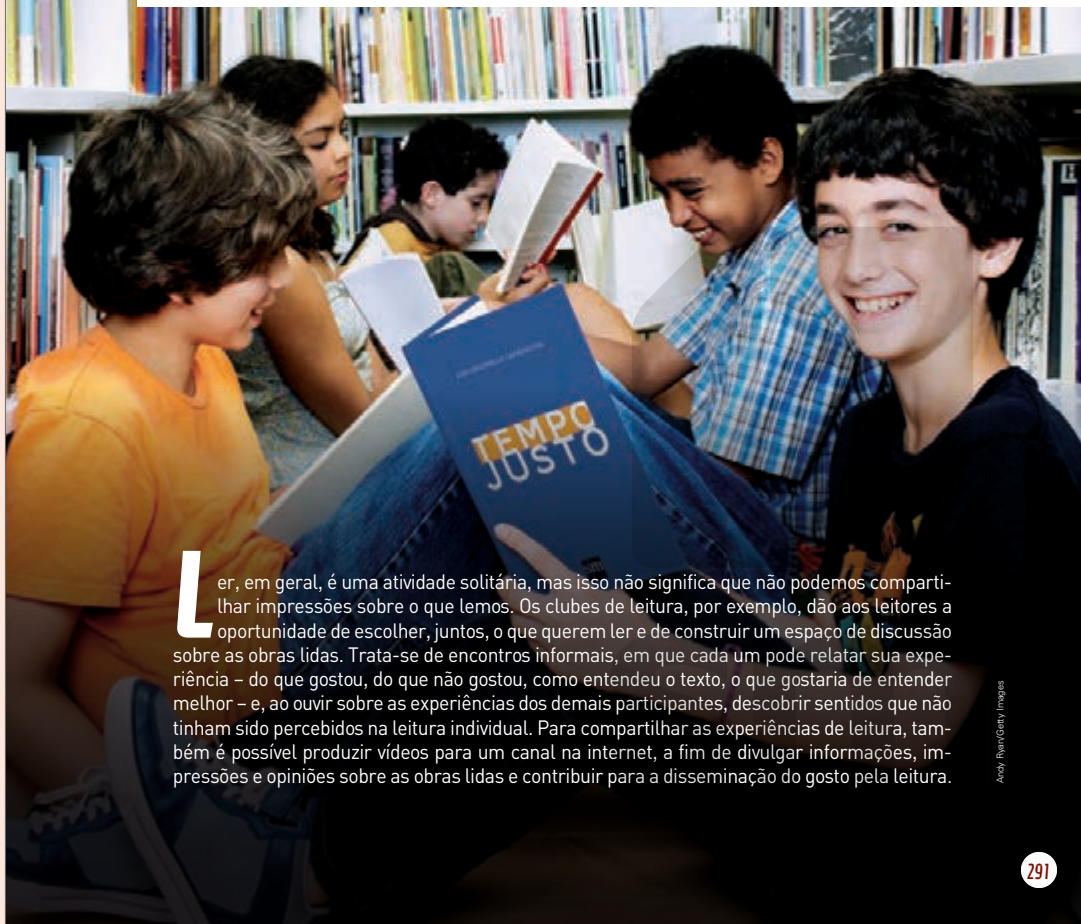 TEMPO
JUSTO
Ler, em geral, é uma atividade solitária, mas isso não significa que não podemos comparti-
lhar impressões sobre o que lemos. Os clubes de leitura, por exemplo, dão aos leitores a
oportunidade de escolher, juntos, o que querem ler e de construir um espaço de discussão
sobre as obras lidas. Trata-se de encontros informais, em que cada um pode relatar sua expe-
riência – do que gostou, do que não gostou, como entendeu o texto, o que gostaria de entender
melhor – e, ao ouvir sobre as experiências dos demais participantes, descobrir sentidos que não
tinham sido percebidos na leitura individual. Para compartilhar as experiências de leitura, tam-
bém é possível produzir vídeos para um canal na internet, a fim de divulgar informações, im-
pressões e opiniões sobre as obras lidas e contribuir para a disseminação do gosto pela leitura.
Andy Ryan/Getty Images
291